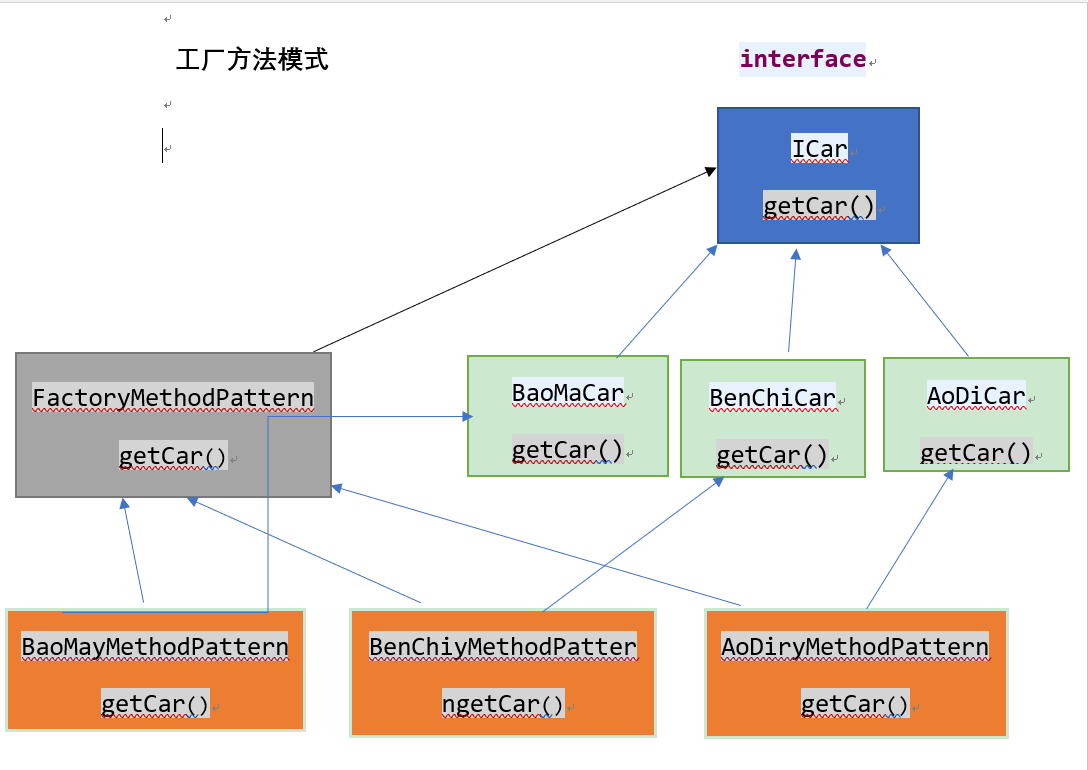 工厂方法模式
interface
ICar
getCar()
FactoryMethodPattern
getCar()
BaoMaCar
getCar()
BenChiCar
getCar()
AoDiCar
getCar()
BaoMayMethodPattern
getCar()
BenChiyMethodPatter
ngetCar()
AoDiryMethodPattern
getCar()